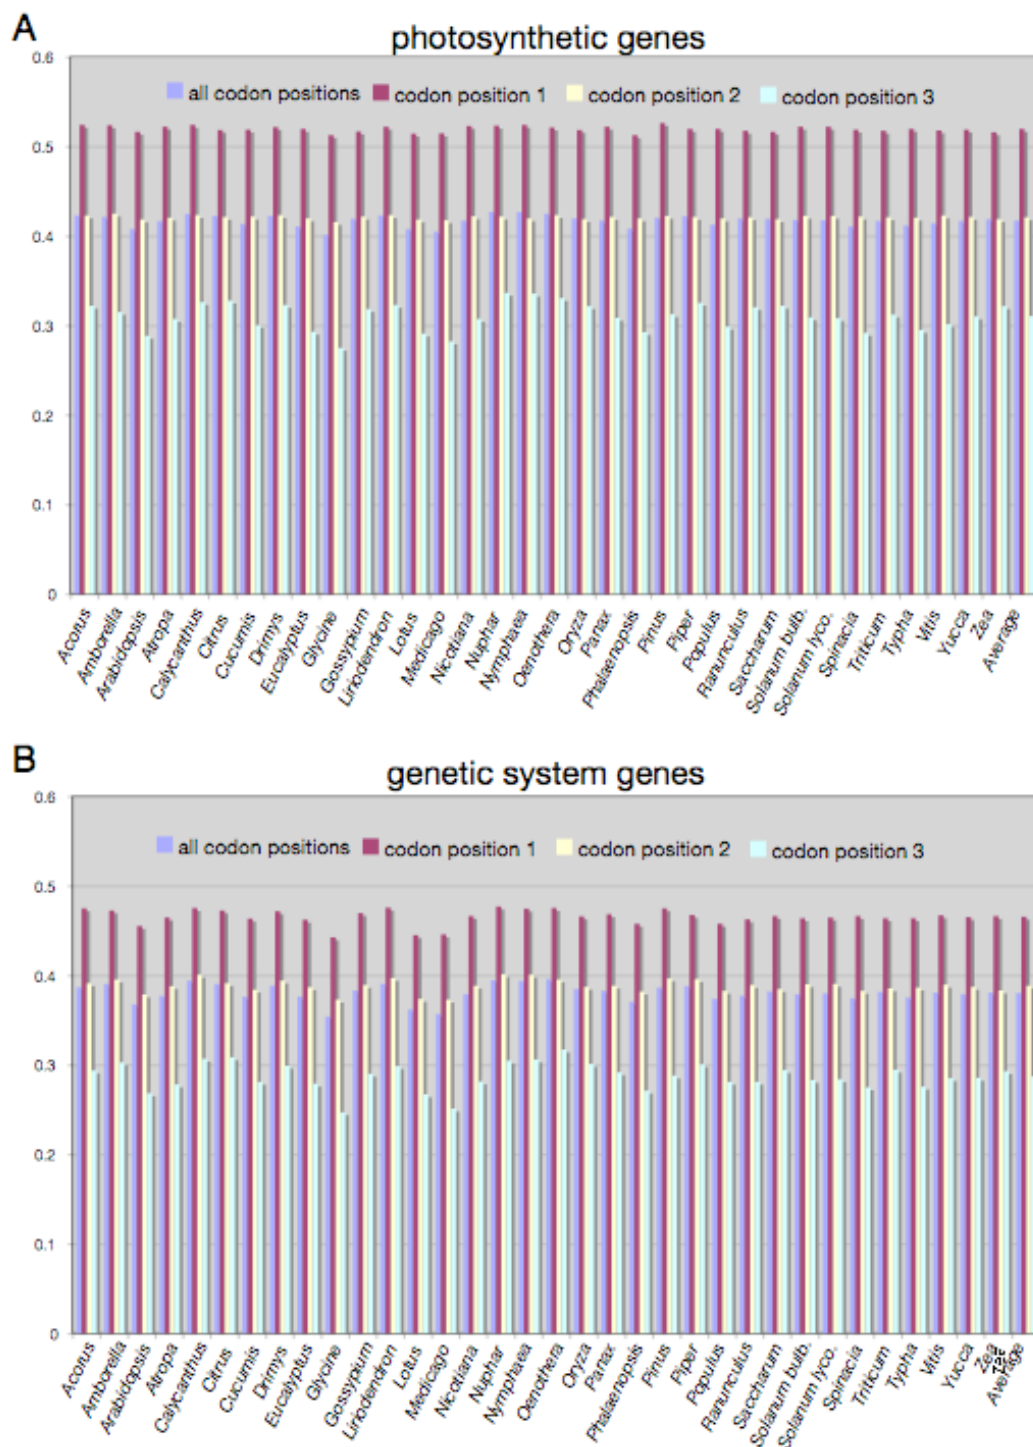 A
photosynthetic genes
0.6
all codon positions codon position 1 codon position 2 codon position 3
0.5
0.4
0.3
0.2
0.1
0
Acorus
Amborella
Arabidopsis
Atropa
Calycanthus
Citrus
Cucumis
Drimys
Eucalyptus
Glycine
Gossypium
Liriodendron
Lotus
Medicago
Nicotiana
Nuphar
Nymphaea
Oenothera
Oryza
Panax
Phalaenopsis
Pinus
Piper
Populus
Ranunculus
Saccharum
Solanum bulb.
Solanum lyco.
Spinacia
Triticum
Typha
Vitis
Yucca
Zea
Average
B
genetic system genes
0.6
all codon positions codon position 1 codon position 2 codon position 3
0.5
0.4
0.3
0.2
0.1
0
Acorus
Amborella
Arabidopsis
Atropa
Calycanthus
Citrus
Cucumis
Drimys
Eucalyptus
Glycine
Gossypium
Liriodendron
Lotus
Medicago
Nicotiana
Nuphar
Nymphaea
Oenothera
Oryza
Panax
Phalaenopsis
Pinus
Piper
Populus
Ranunculus
Saccharum
Solanum bulb.
Solanum lyco.
Spinacia
Triticum
Typha
Vitis
Yucca
Zea
Average